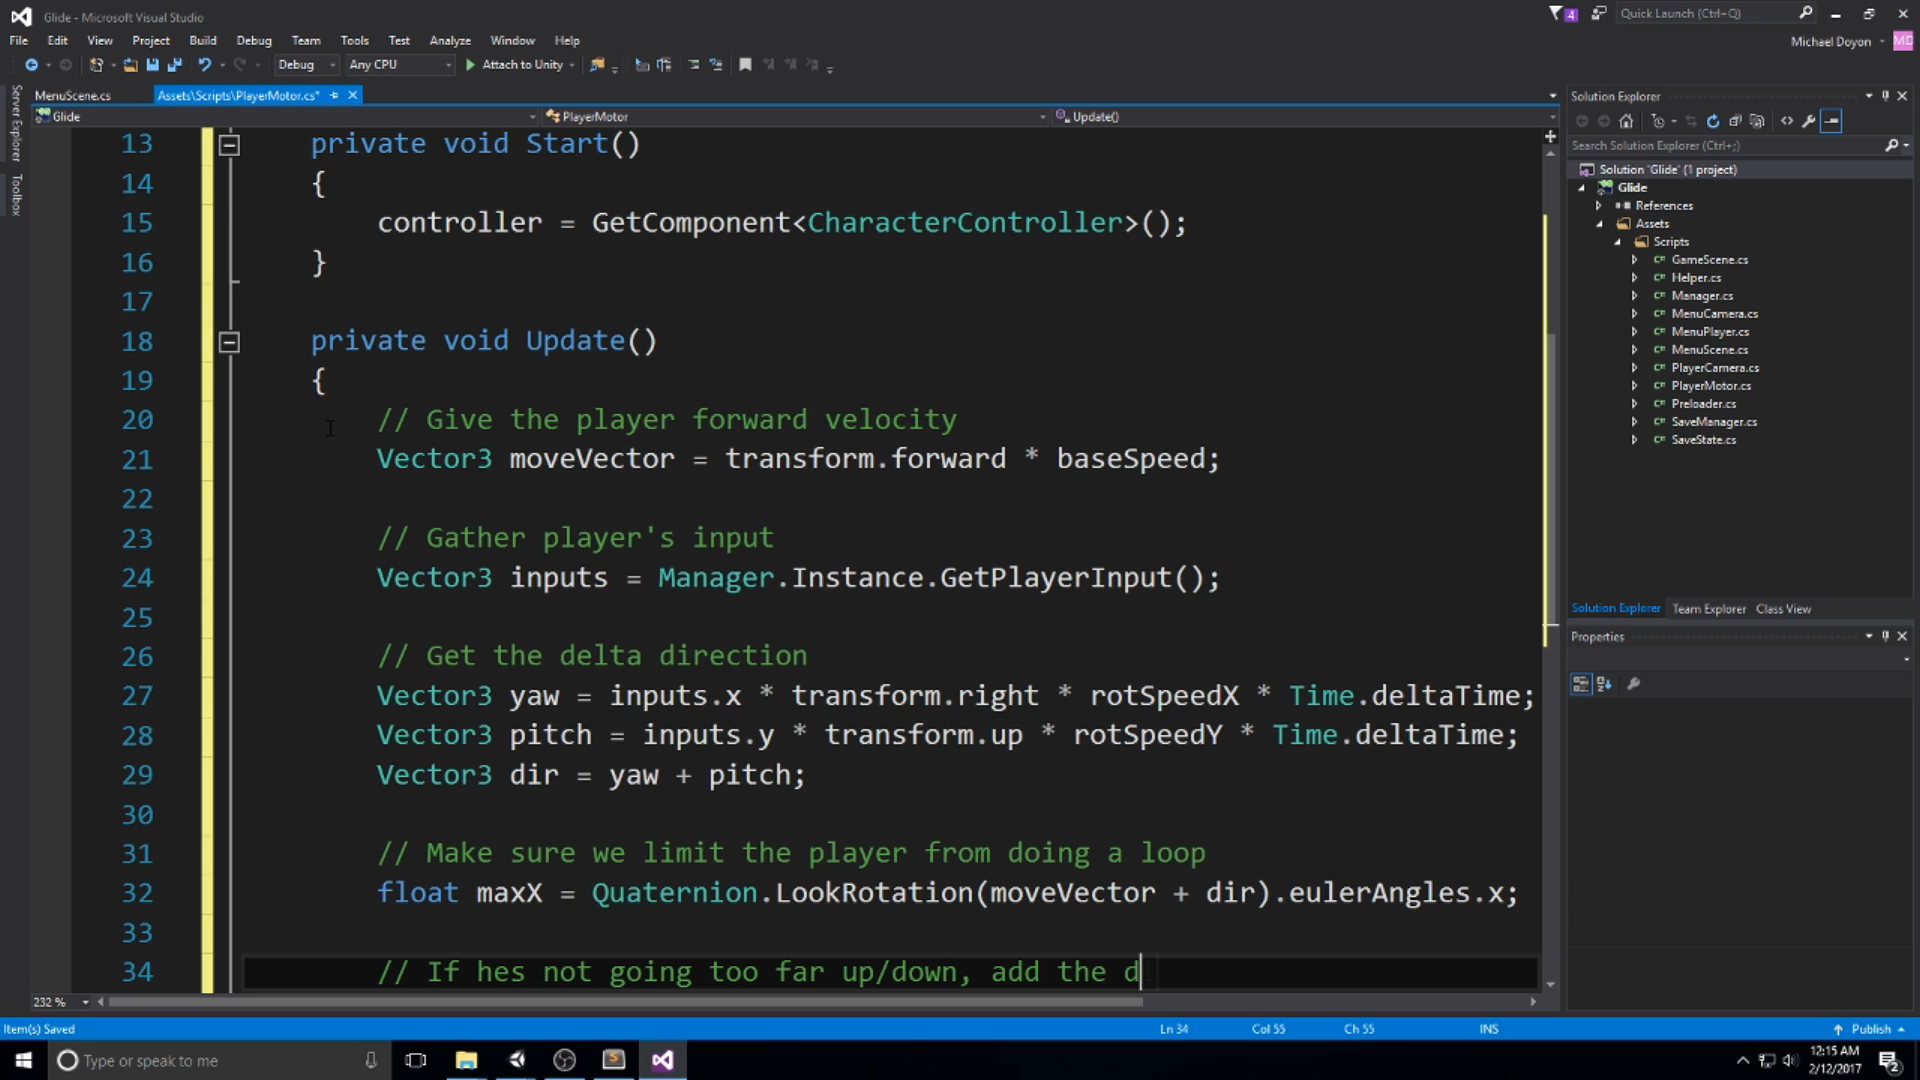 Glide - Microsoft Visual Studio
4
Quick Launch (Ctrl+Q)
File Edit View Project Build Debug Team Tools Test Analyze Window Help
Michael Doyon
MD
Debug Any CPU Attach to Unity
Server Explorer
Toolbox
MenuScene.cs Assets\Scripts\PlayerMotor.cs*
Glide PlayerMotor Update()
13 private void Start()
14 {
15 controller = GetComponent<CharacterController>();
16 }
17
18 private void Update()
19 {
20 // Give the player forward velocity
21 Vector3 moveVector = transform.forward * baseSpeed;
22
23 // Gather player's input
24 Vector3 inputs = Manager.Instance.GetPlayerInput();
25
26 // Get the delta direction
27 Vector3 yaw = inputs.x * transform.right * rotSpeedX * Time.deltaTime;
28 Vector3 pitch = inputs.y * transform.up * rotSpeedY * Time.deltaTime;
29 Vector3 dir = yaw + pitch;
30
31 // Make sure we limit the player from doing a loop
32 float maxX = Quaternion.LookRotation(moveVector + dir).eulerAngles.x;
33
34 // If hes not going too far up/down, add the d
232 %
Solution Explorer
Search Solution Explorer (Ctrl+;)
Solution 'Glide' (1 project)
Glide
References
Assets
Scripts
GameScene.cs
Helper.cs
Manager.cs
MenuCamera.cs
MenuPlayer.cs
MenuScene.cs
PlayerCamera.cs
PlayerMotor.cs
Preloader.cs
SaveManager.cs
SaveState.cs
Solution Explorer Team Explorer Class View
Properties
Item(s) Saved Ln 34 Col 55 Ch 55 INS Publish
Type or speak to me
12:15 AM
2/12/2017
2